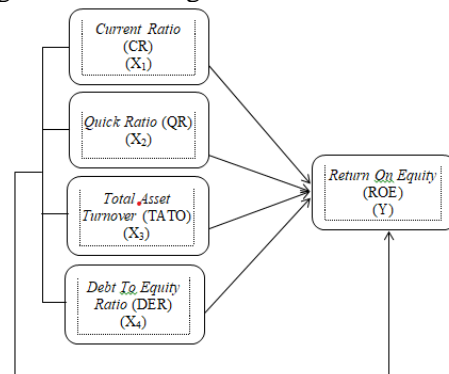 Current Ratio
(CR)
(X₁)
Quick Ratio (QR)
(X₂)
Total Asset
Turnover (TATO)
(X₃)
Debt To Equity
Ratio (DER)
(X₄)
Return On Equity
(ROE)
(Y)